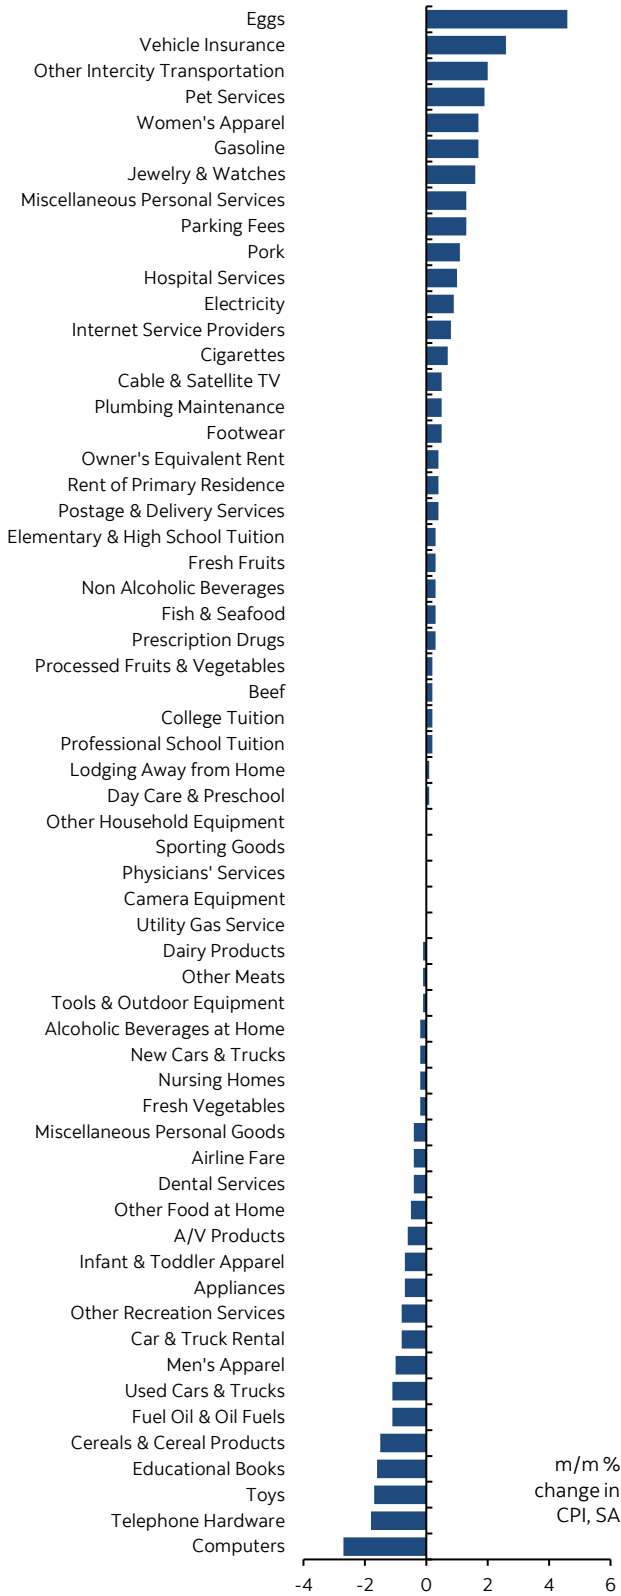 Eggs
Vehicle Insurance
Other Intercity Transportation
Pet Services
Women's Apparel
Gasoline
Jewelry & Watches
Miscellaneous Personal Services
Parking Fees
Pork
Hospital Services
Electricity
Internet Service Providers
Cigarettes
Cable & Satellite TV
Plumbing Maintenance
Footwear
Owner's Equivalent Rent
Rent of Primary Residence
Postage & Delivery Services
Elementary & High School Tuition
Fresh Fruits
Non Alcoholic Beverages
Fish & Seafood
Prescription Drugs
Processed Fruits & Vegetables
Beef
College Tuition
Professional School Tuition
Lodging Away from Home
Day Care & Preschool
Other Household Equipment
Sporting Goods
Physicians' Services
Camera Equipment
Utility Gas Service
Dairy Products
Other Meats
Tools & Outdoor Equipment
Alcoholic Beverages at Home
New Cars & Trucks
Nursing Homes
Fresh Vegetables
Miscellaneous Personal Goods
Airline Fare
Dental Services
Other Food at Home
A/V Products
Infant & Toddler Apparel
Appliances
Other Recreation Services
Car & Truck Rental
Men's Apparel
Used Cars & Trucks
Fuel Oil & Oil Fuels
Cereals & Cereal Products
Educational Books
Toys
Telephone Hardware
Computers
m/m %
change in
CPI, SA
-4 -2 0 2 4 6